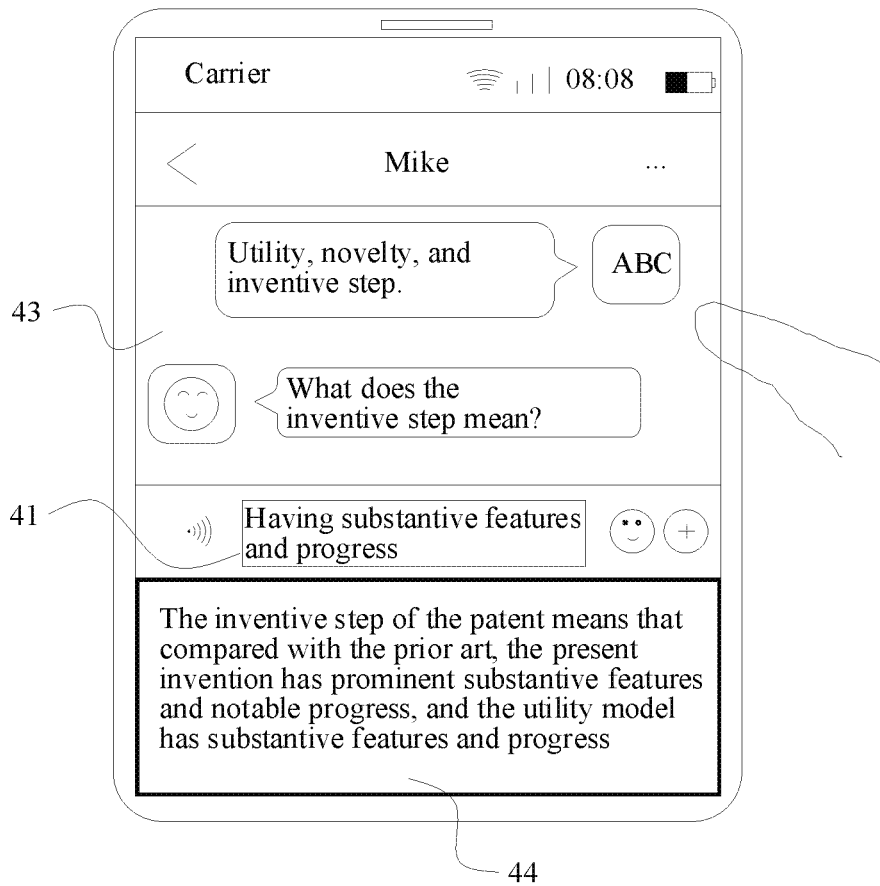 Carrier 08:08
Mike ...
Utility, novelty, and
inventive step.
ABC
43
What does the
inventive step mean?
41
Having substantive features
and progress
The inventive step of the patent means that
compared with the prior art, the present
invention has prominent substantive features
and notable progress, and the utility model
has substantive features and progress
44